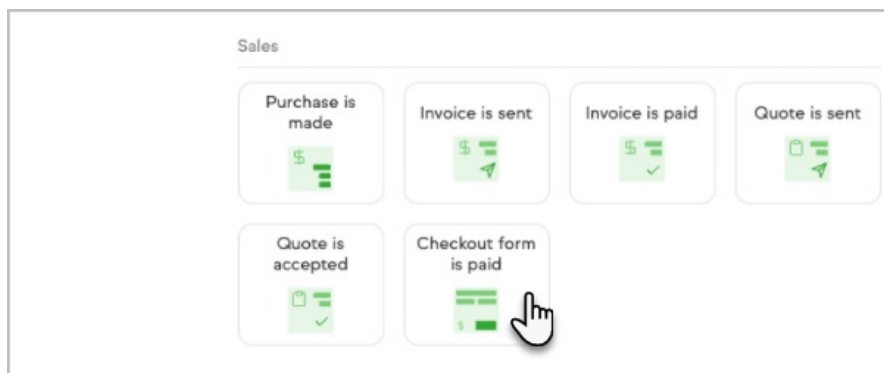 Sales
Purchase is
made
Invoice is sent
Invoice is paid
Quote is sent
$
$
$
Quote is
accepted
Checkout form
is paid
$